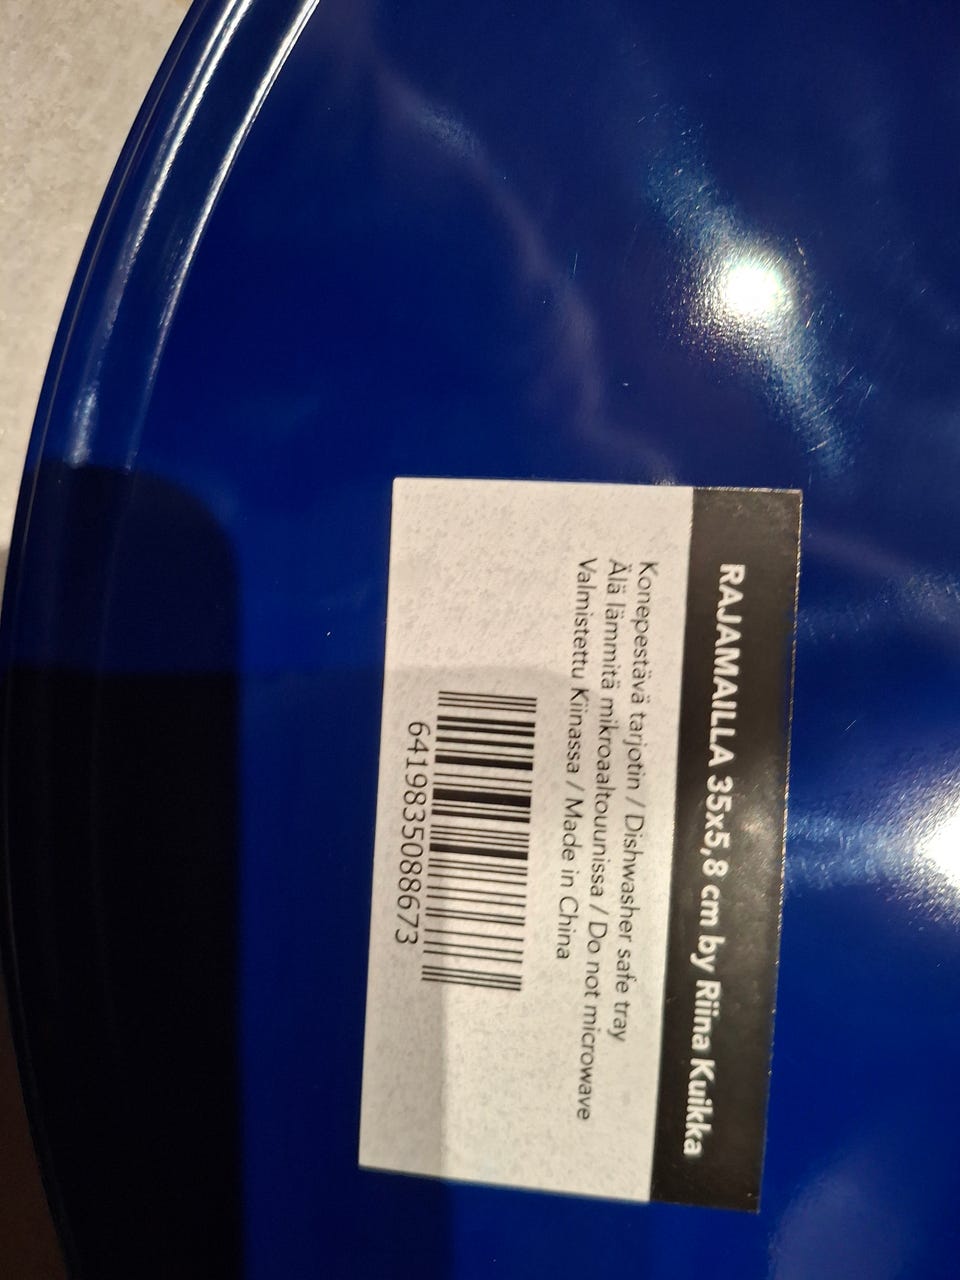 RAJAMAILLA 35x5,8 cm by Riina Kuikka
Konepestävä tarjotin / Dishwasher safe tray
Älä lämmitä mikroaaltouunissa / Do not microwave
Valmistettu Kiinassa / Made in China
6419835088673